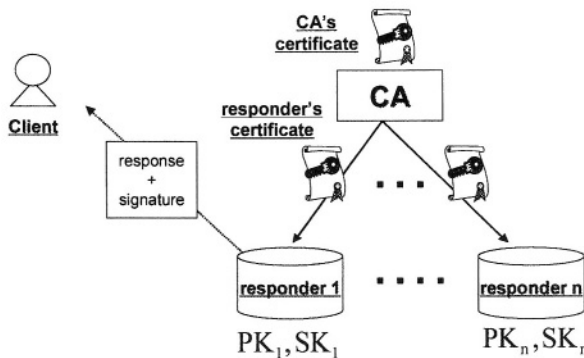 CA's
certificate
CA
Client
responder's
certificate
response
+
signature
responder 1
responder n
PK₁,SK₁
PKₙ,SKₙ